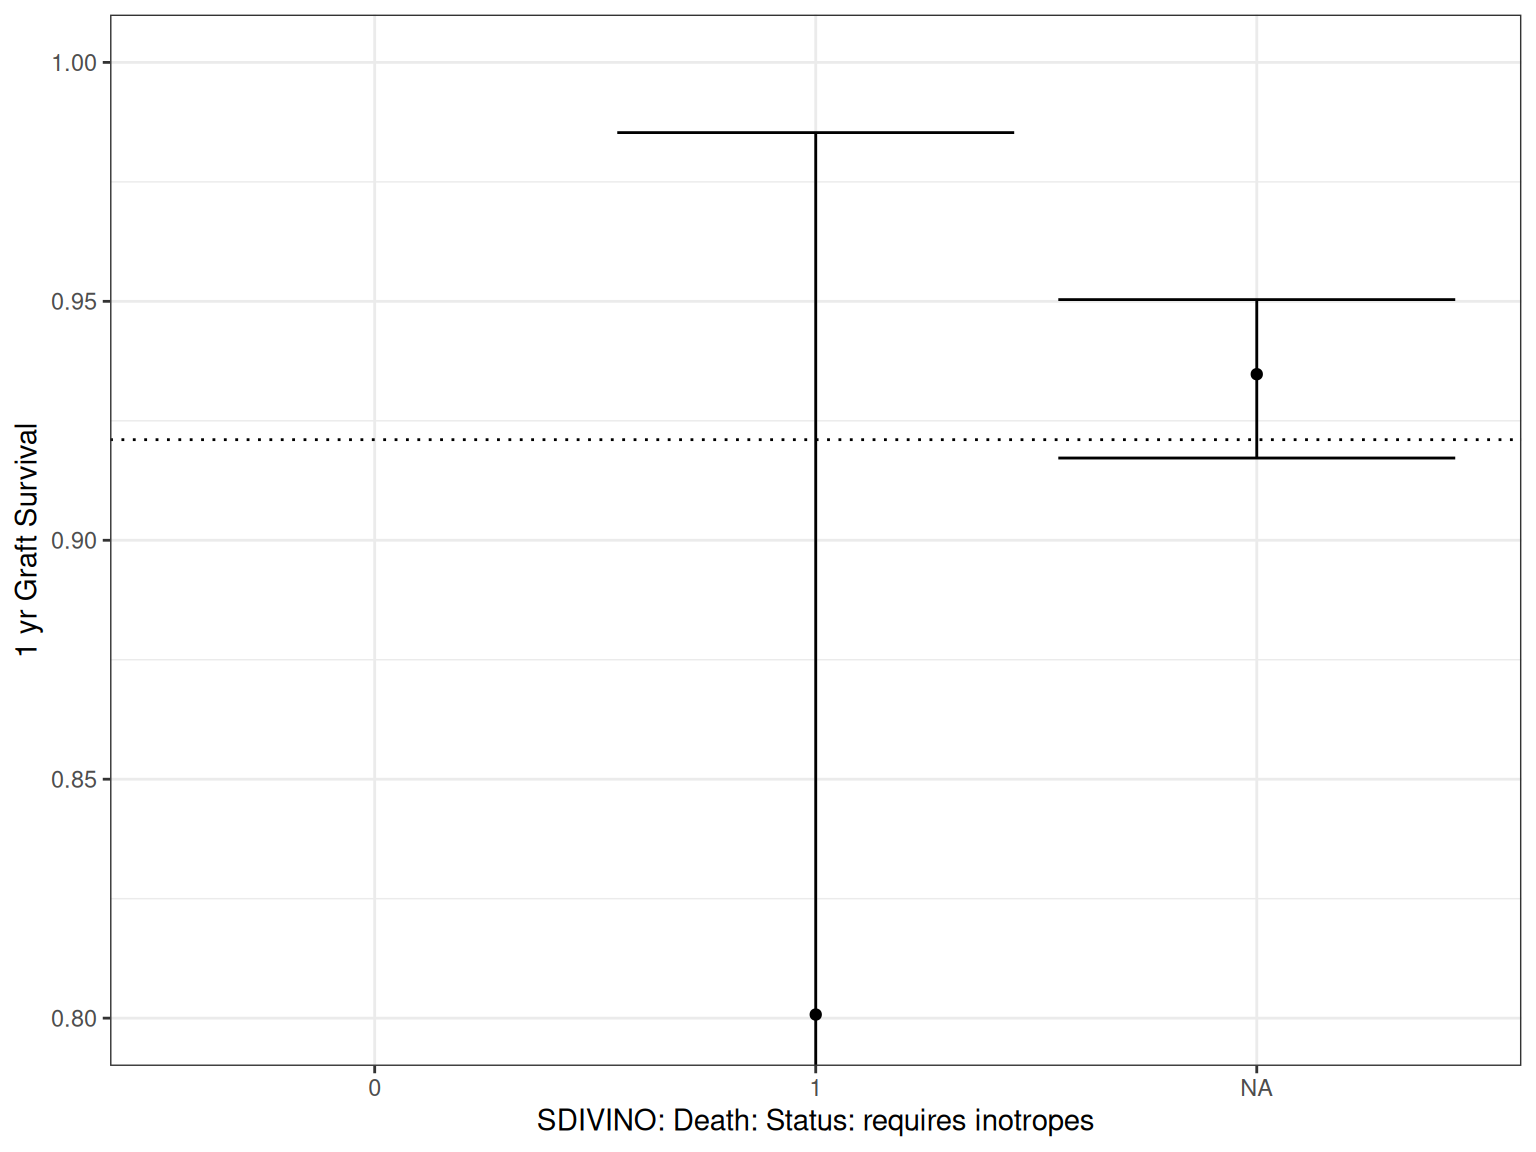 1 yr Graft Survival
1.00
0.95
0.90
0.85
0.80
0 1 NA
SDIVINO: Death: Status: requires inotropes